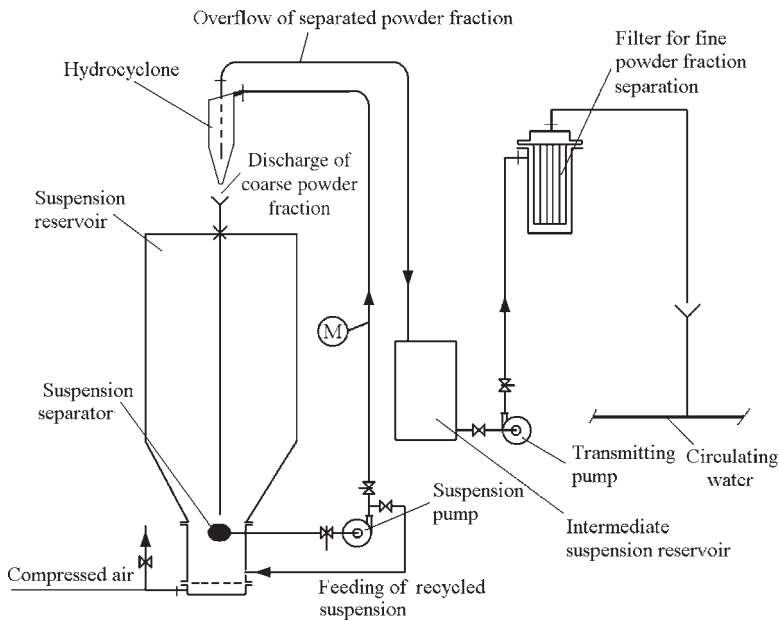 Overflow of separated powder fraction
Hydrocyclone
Filter for fine
powder fraction
separation
Discharge of
coarse powder
fraction
Suspension
reservoir
M
Suspension
separator
Transmitting
pump
Circulating
water
Suspension
pump
Intermediate
suspension reservoir
Compressed air
Feeding of recycled
suspension